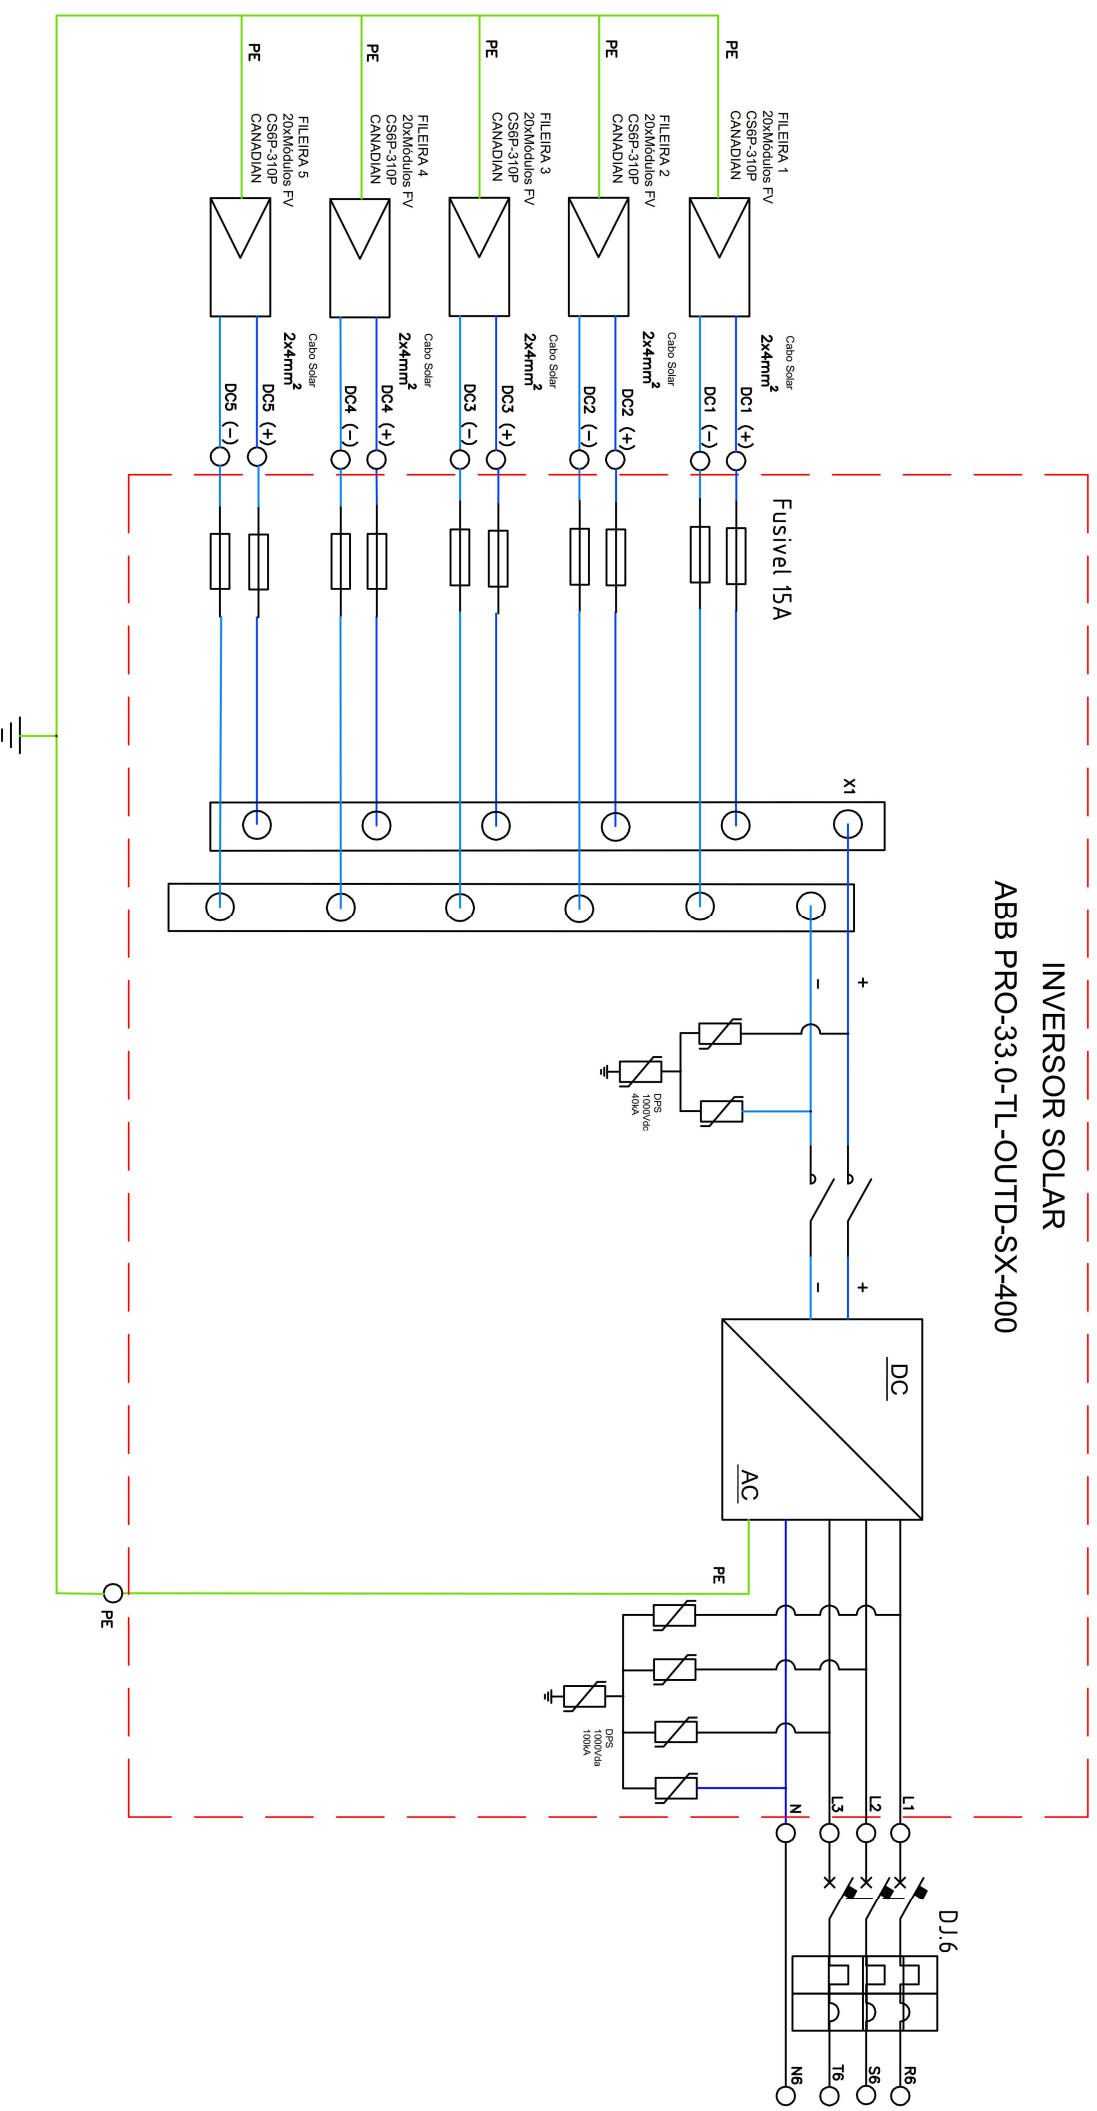 INVERSOR SOLAR
ABB PRO-33.0-TL-OUTD-SX-400
PE
FILEIRA 1
20xMódulos FV
CS6P-310P
CANADIAN
Cabo Solar
2x4mm²
DC1 (+)
DC1 (-)
Fusivel 15A
PE
FILEIRA 2
20xMódulos FV
CS6P-310P
CANADIAN
Cabo Solar
2x4mm²
DC2 (+)
DC2 (-)
PE
FILEIRA 3
20xMódulos FV
CS6P-310P
CANADIAN
Cabo Solar
2x4mm²
DC3 (+)
DC3 (-)
PE
FILEIRA 4
20xMódulos FV
CS6P-310P
CANADIAN
Cabo Solar
2x4mm²
DC4 (+)
DC4 (-)
PE
FILEIRA 5
20xMódulos FV
CS6P-310P
CANADIAN
Cabo Solar
2x4mm²
DC5 (+)
DC5 (-)
X1
+
-
DPS
1000Vdc
40kA
+
-
DC
AC
PE
PE
DPS
1000Vda
100kA
L1
L2
L3
N
DJ.6
R6
S6
T6
N6